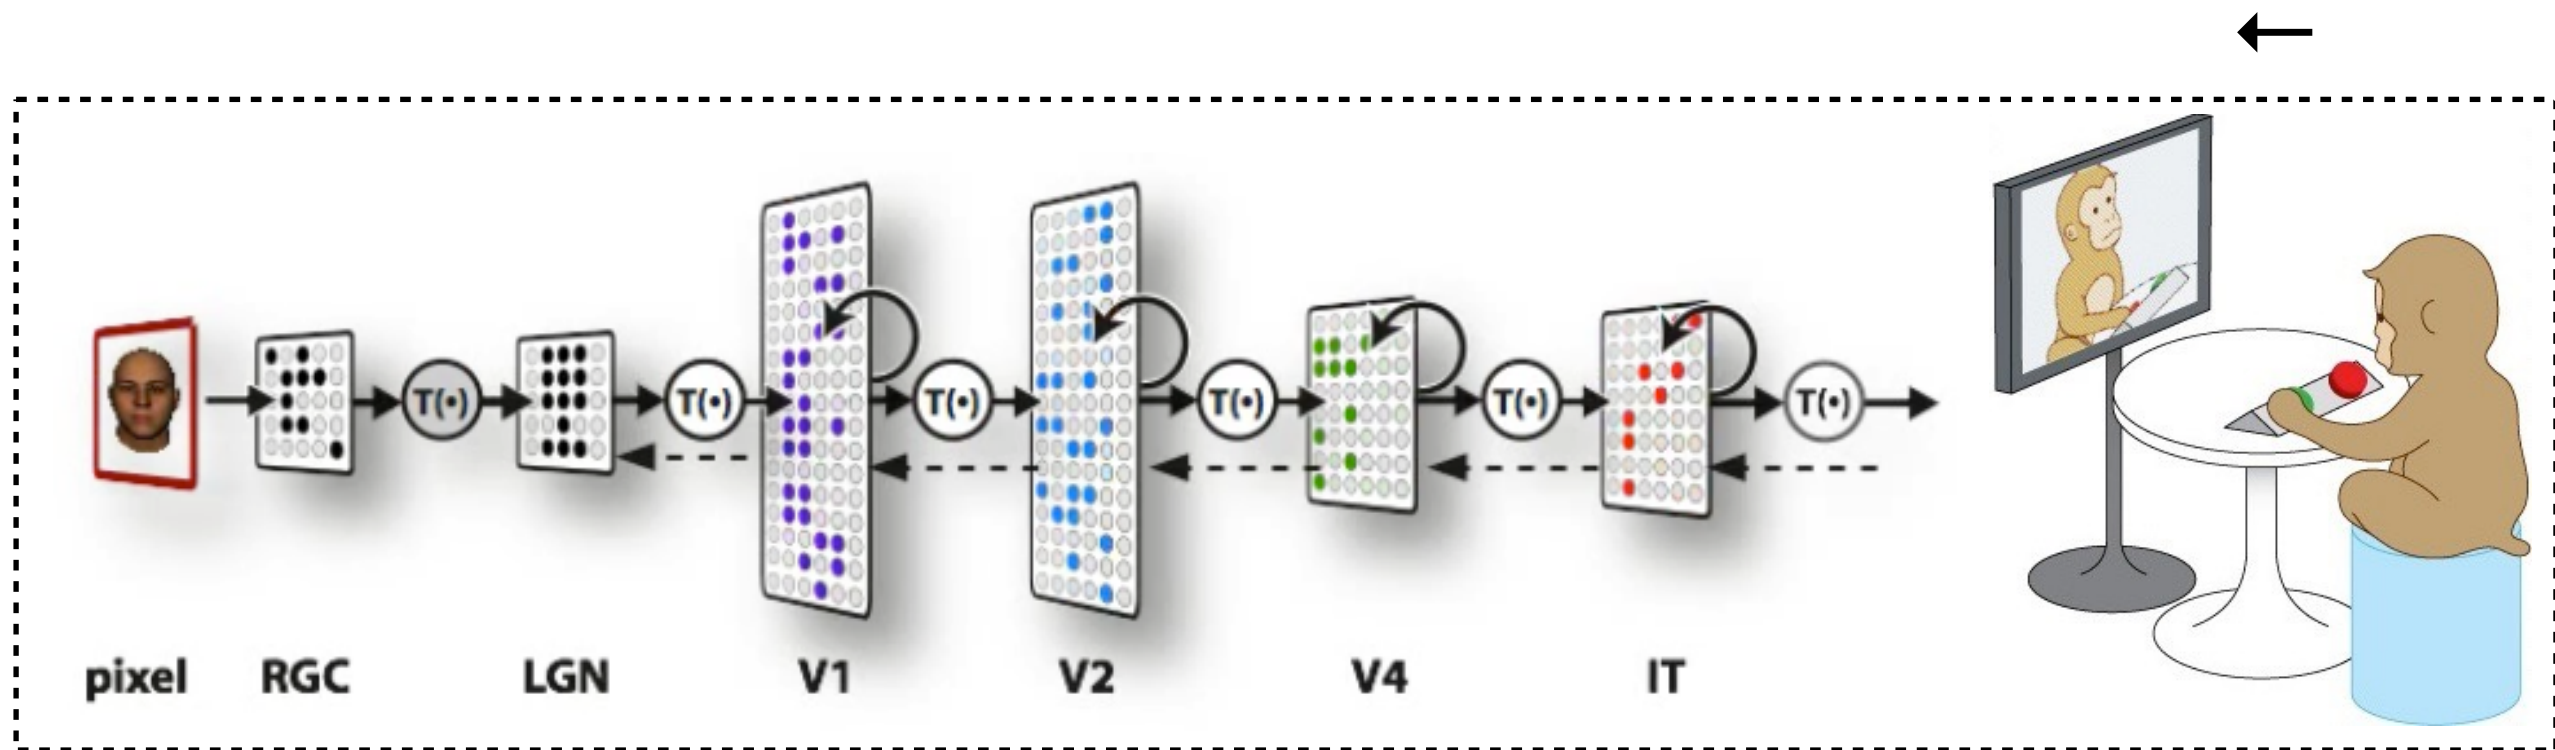 T(•) T(•) T(•) T(•) T(•) T(•)
pixel RGC LGN V1 V2 V4 IT